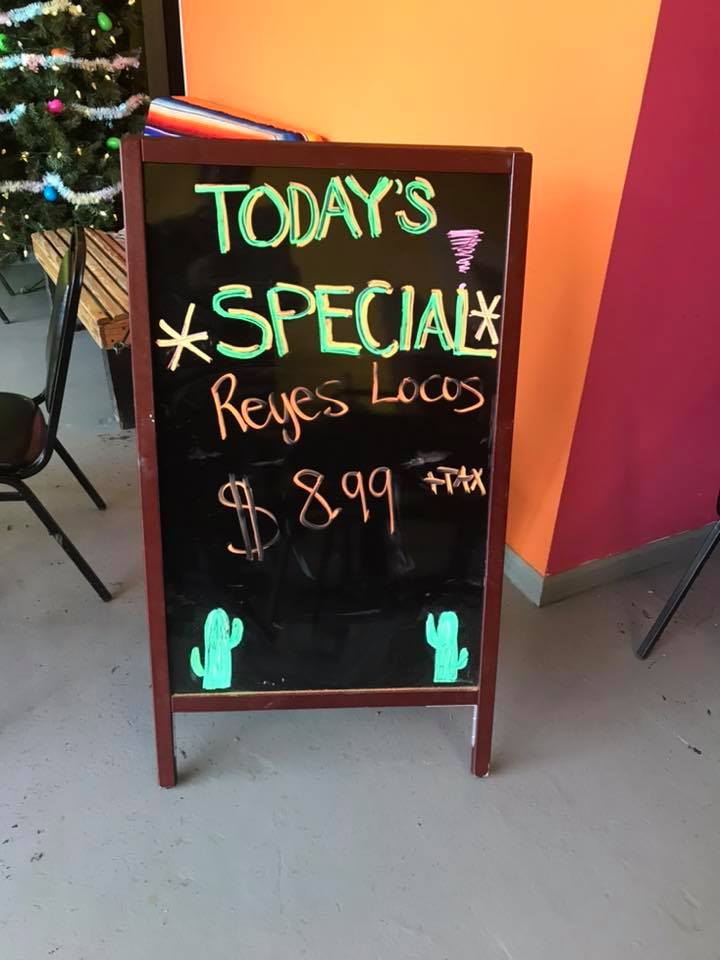 TODAY'S
*SPECIAL*
Reyes Locos
$ 8.99 +TAX